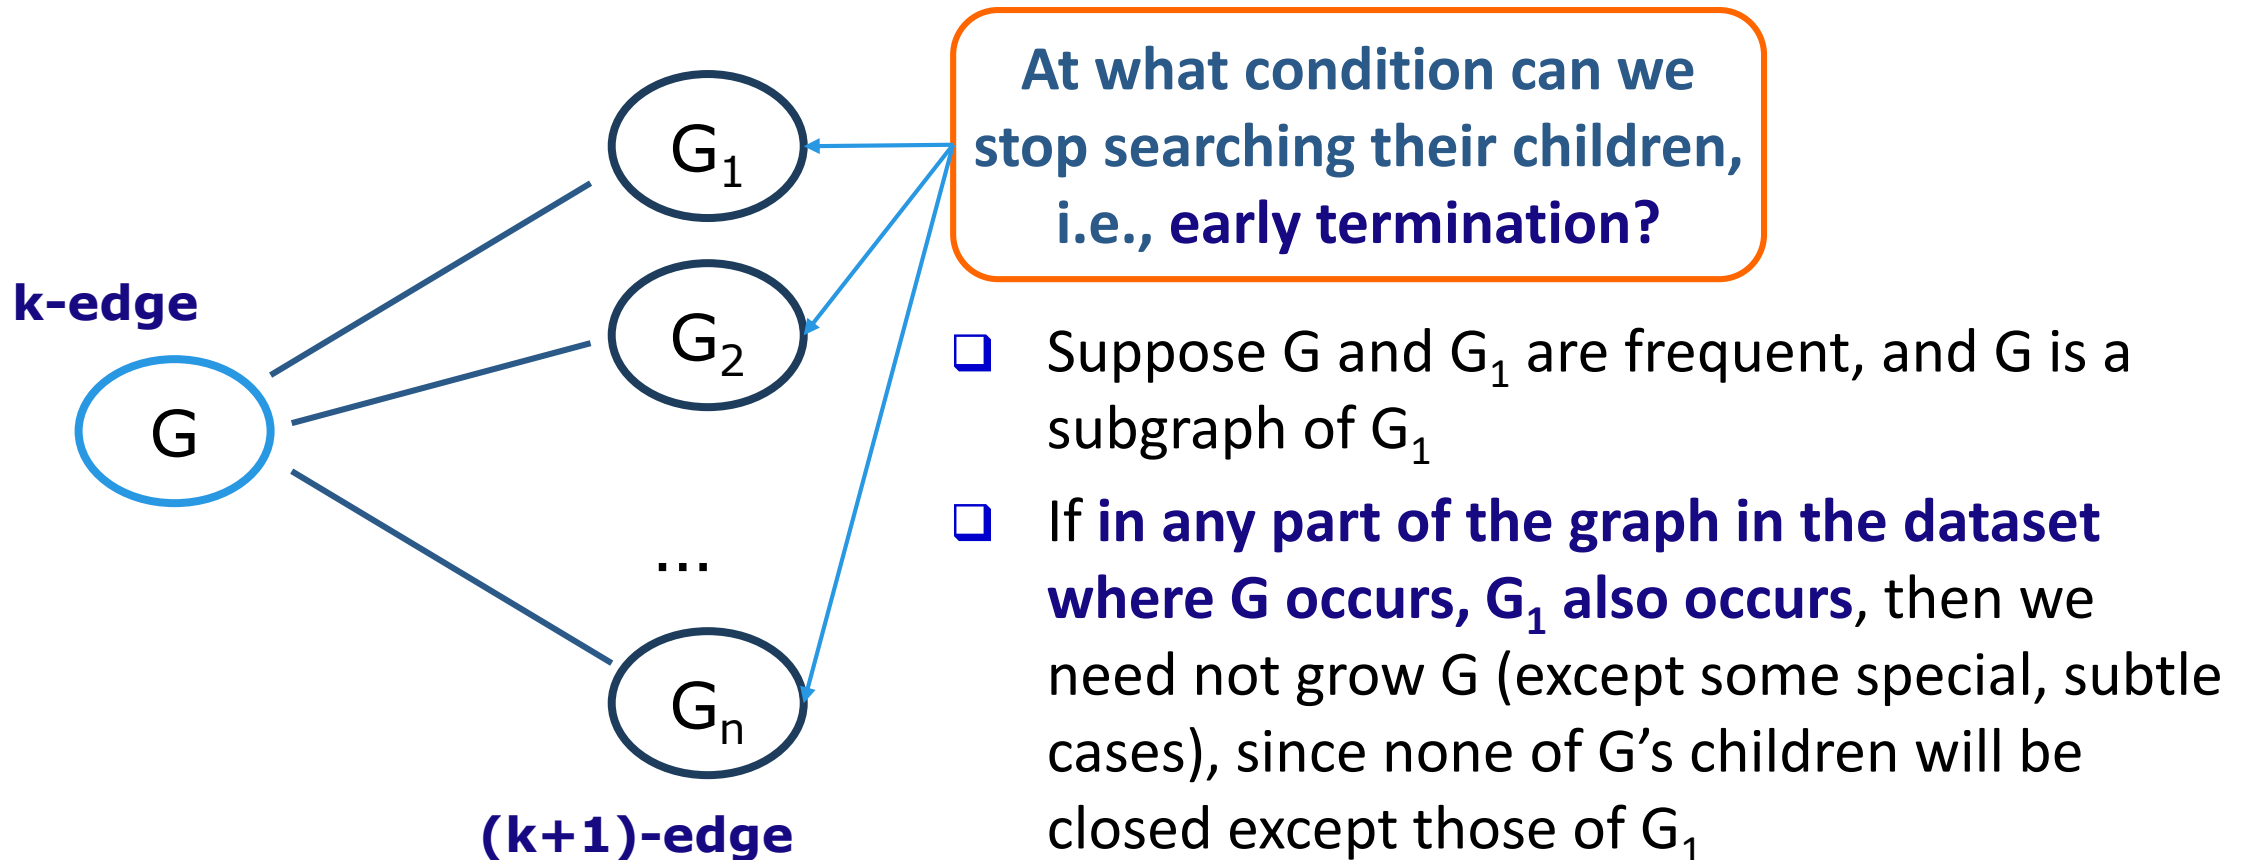 At what condition can we
stop searching their children,
i.e., early termination?
G₁
G₂
k-edge
G
...
Gₙ
(k+1)-edge
Suppose G and G₁ are frequent, and G is a
subgraph of G₁
If in any part of the graph in the dataset
where G occurs, G₁ also occurs, then we
need not grow G (except some special, subtle
cases), since none of G’s children will be
closed except those of G₁